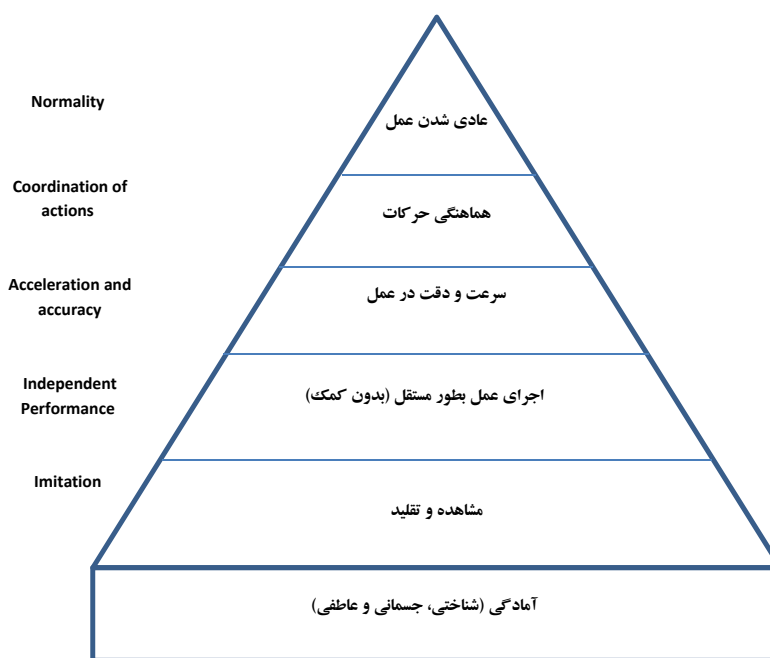 Normality
عادی شدن عمل
Coordination of
actions
هماهنگی حرکات
Acceleration and
accuracy
سرعت و دقت در عمل
Independent
Performance
اجرای عمل بطور مستقل (بدون کمک)
Imitation
مشاهده و تقلید
آمادگی (شناختی، جسمانی و عاطفی)